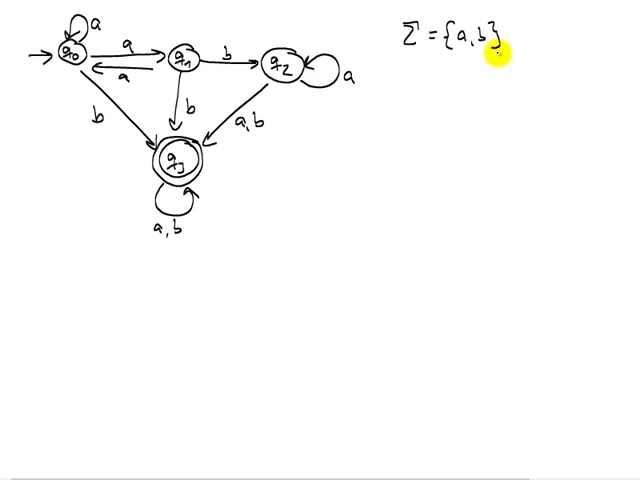 a
Σ = {a, b}
q0 a q1 b q2
a a
b b a, b
q3
a, b